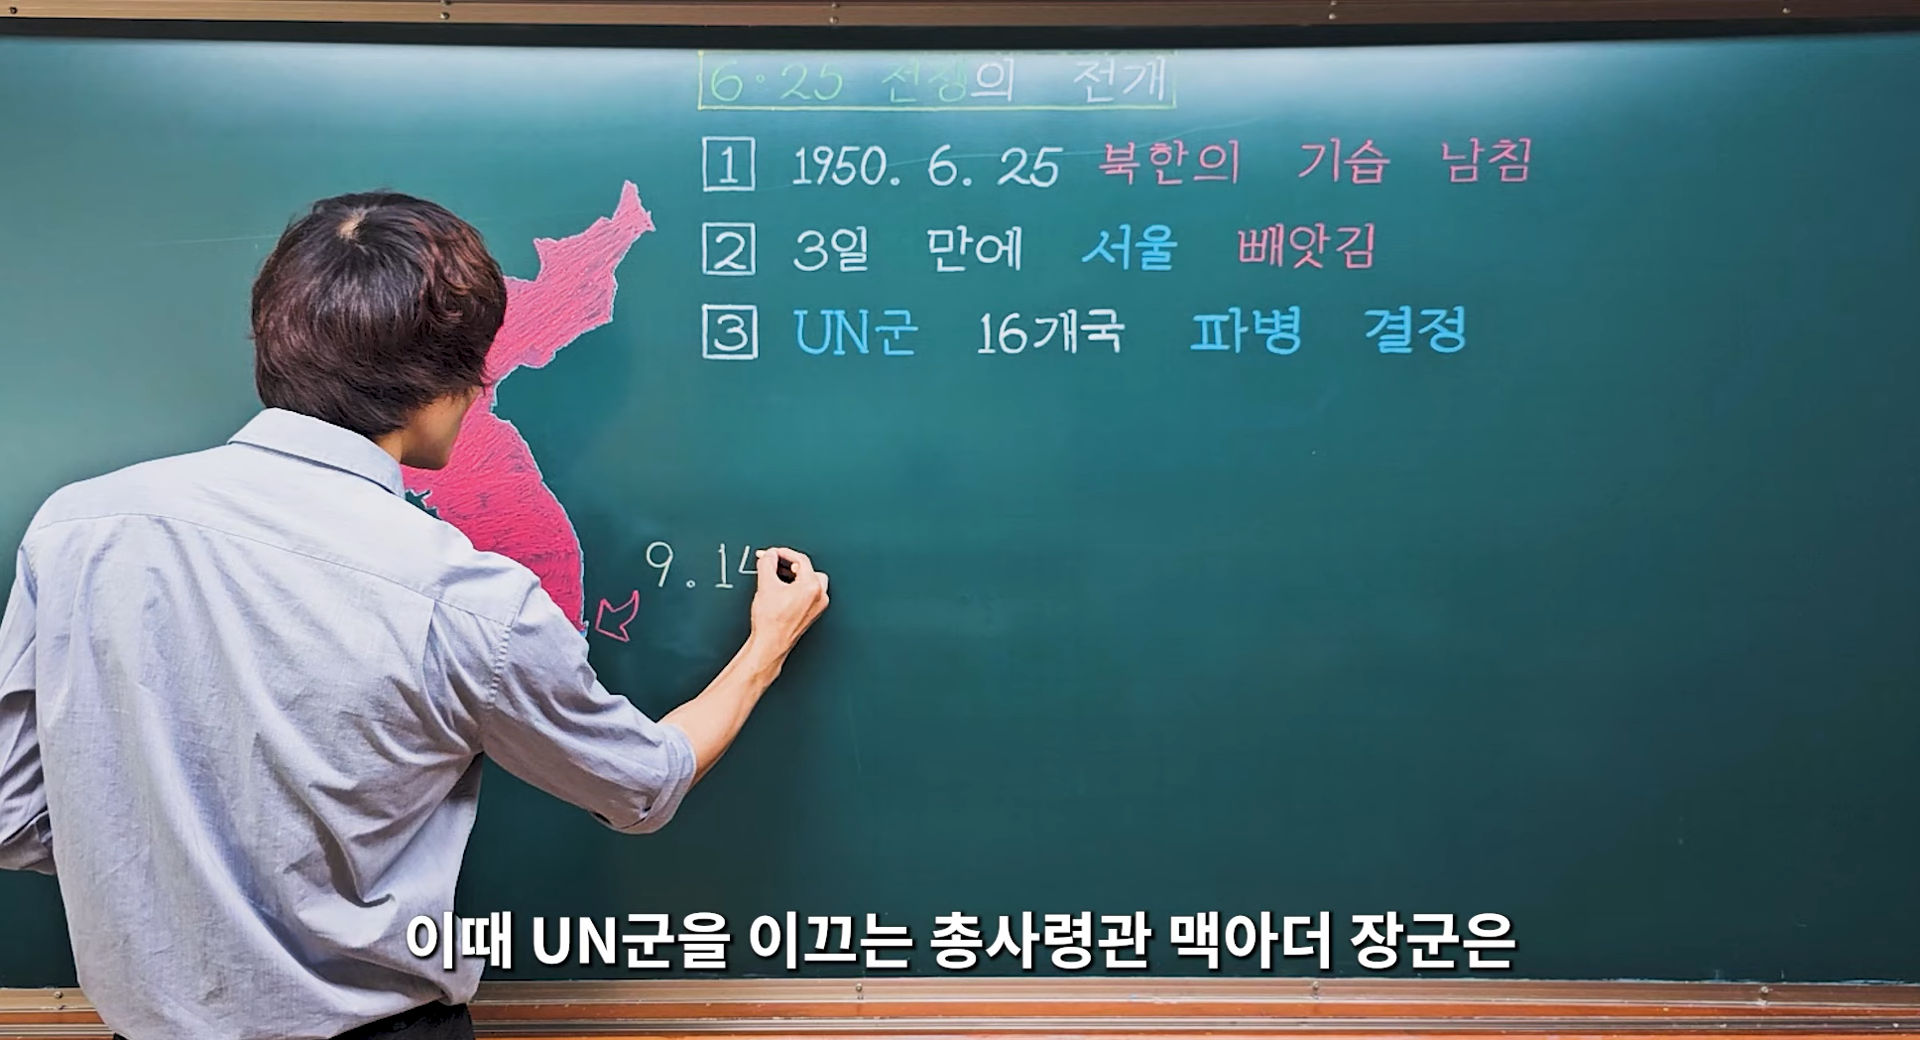 6·25 전쟁의 전개
1 1950. 6. 25 북한의 기습 남침
2 3일 만에 서울 빼앗김
3 UN군 16개국 파병 결정
9. 14
이때 UN군을 이끄는 총사령관 맥아더 장군은